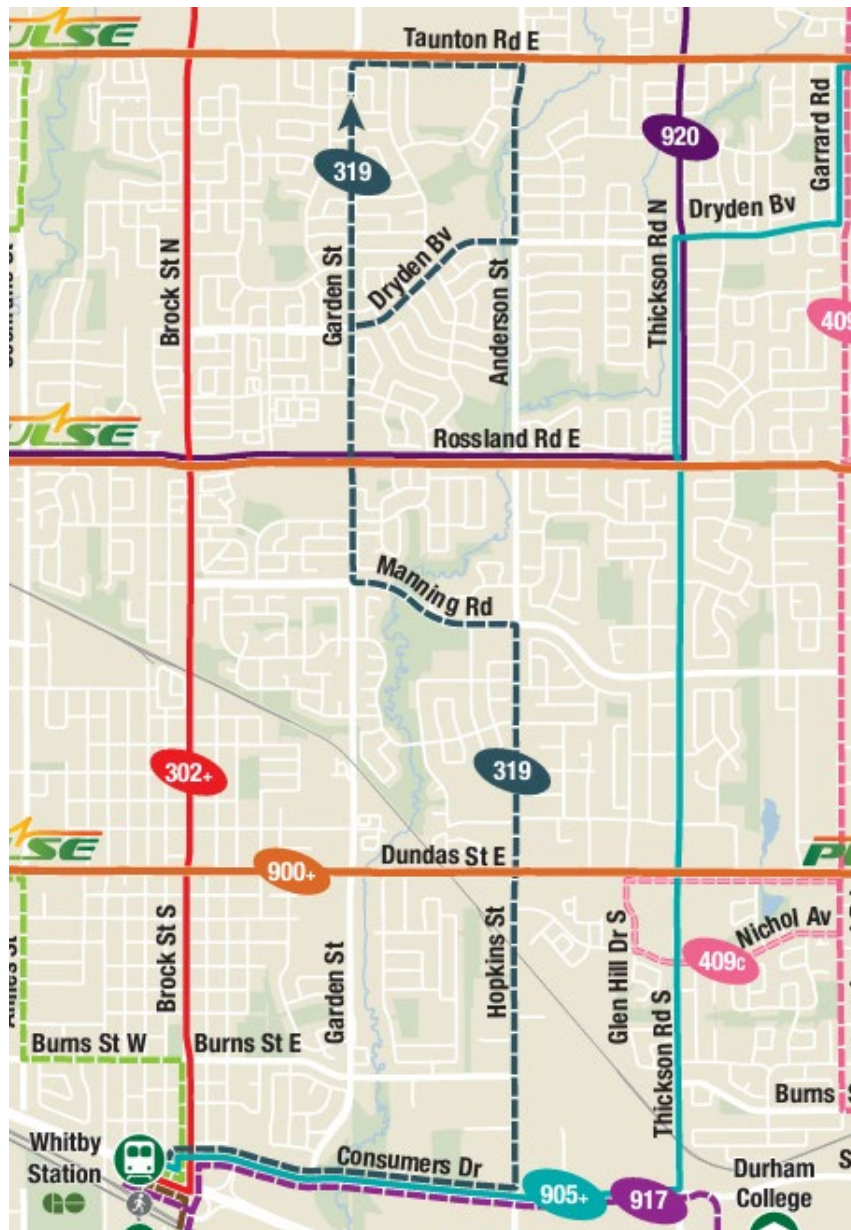 ULSE
Taunton Rd E
319
920
Garrard Rd
Dryden Bv
Brock St N
Garden St
Dryden Bv
Anderson St
Thickson Rd N
409
ULSE
Rossland Rd E
Manning Rd
302+
319
LSE
Dundas St E
900+
P
Brock St S
Garden St
Hopkins St
Glen Hill Dr S
Nichol Av
409C
Thickson Rd S
Burns St W
Burns St E
Burns S
Whitby
Station
GO
Consumers Dr
905+
917
Durham
College
S